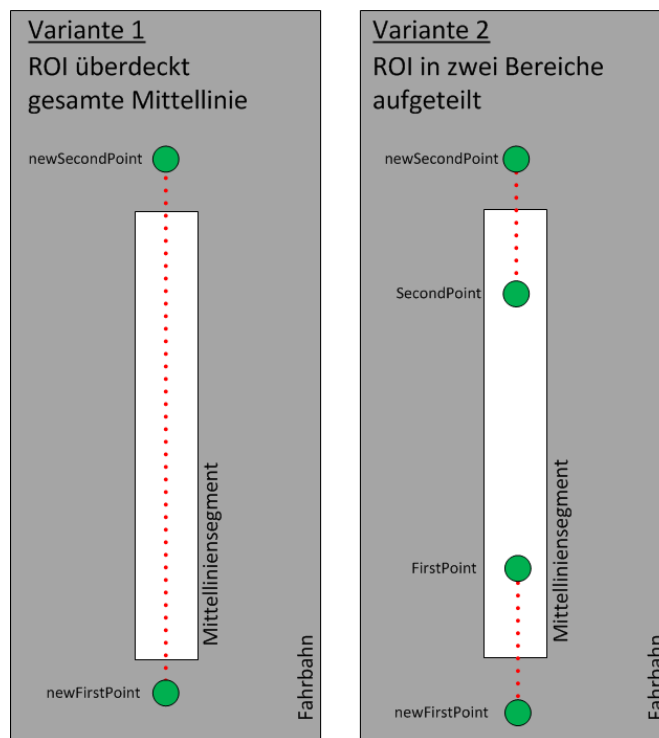 Variante 1
ROI überdeckt
gesamte Mittellinie
newSecondPoint
Mittelliniensegment
newFirstPoint
Fahrbahn
Variante 2
ROI in zwei Bereiche
aufgeteilt
newSecondPoint
SecondPoint
FirstPoint
Mittelliniensegment
newFirstPoint
Fahrbahn